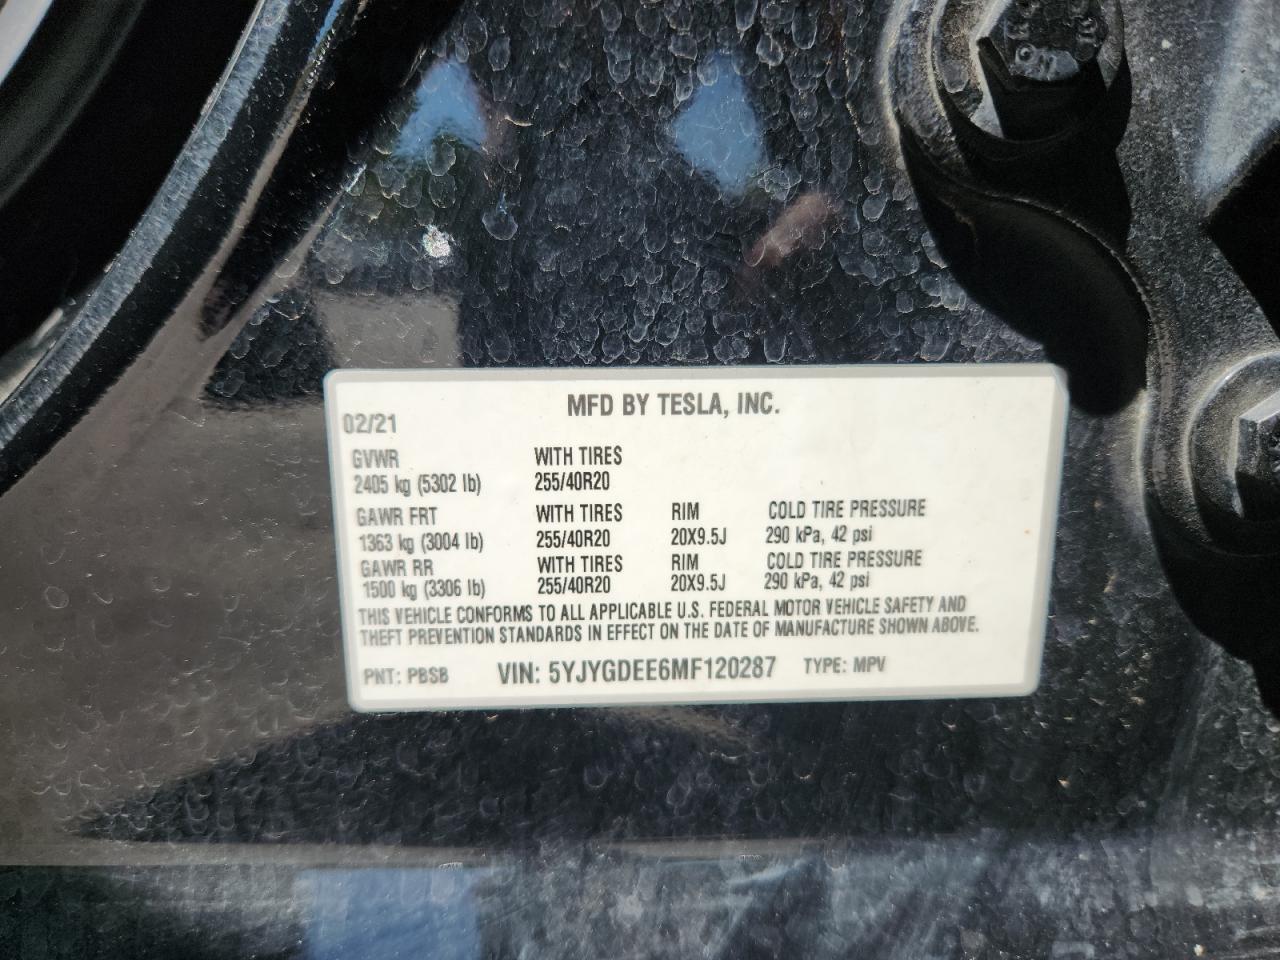 MFD BY TESLA, INC.
02/21
GVWR WITH TIRES
2405 kg (5302 lb) 255/40R20
GAWR FRT WITH TIRES RIM COLD TIRE PRESSURE
1363 kg (3004 lb) 255/40R20 20X9.5J 290 kPa, 42 psi
GAWR RR WITH TIRES RIM COLD TIRE PRESSURE
1500 kg (3306 lb) 255/40R20 20X9.5J 290 kPa, 42 psi
THIS VEHICLE CONFORMS TO ALL APPLICABLE U.S. FEDERAL MOTOR VEHICLE SAFETY AND
THEFT PREVENTION STANDARDS IN EFFECT ON THE DATE OF MANUFACTURE SHOWN ABOVE.
PNT: PBSB VIN: 5YJYGDEE6MF120287 TYPE: MPV